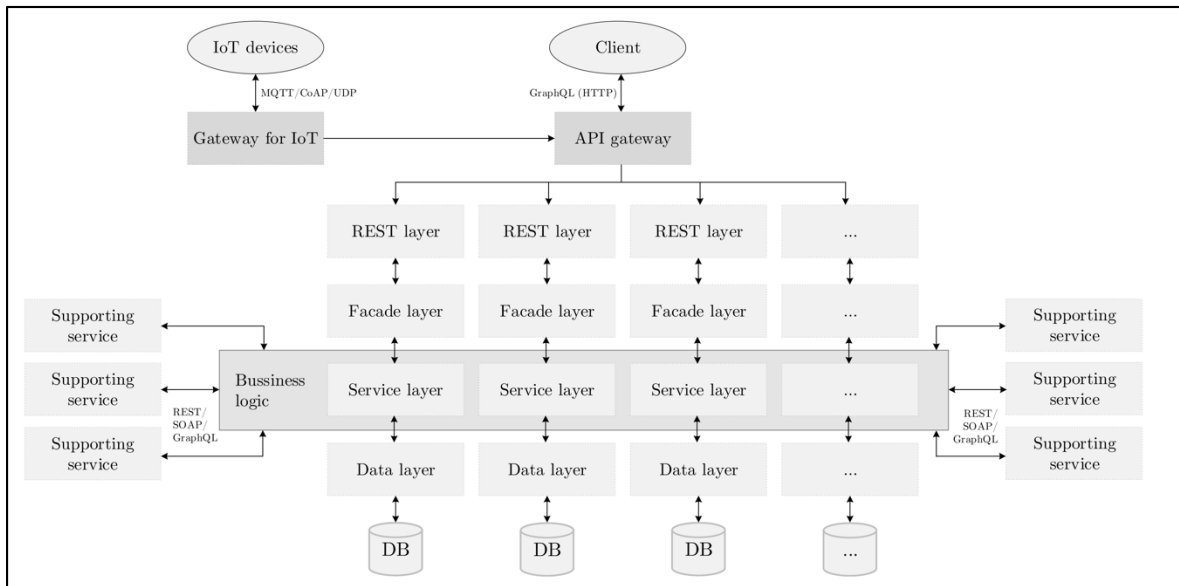 IoT devices
Client
MQTT/CoAP/UDP
GraphQL (HTTP)
Gateway for IoT
API gateway
REST layer
REST layer
REST layer
...
Facade layer
Facade layer
Facade layer
...
Supporting
service
Supporting
service
Supporting
service
REST/
SOAP/
GraphQL
Bussiness
logic
Service layer
Service layer
Service layer
...
Supporting
service
Supporting
service
Supporting
service
REST/
SOAP/
GraphQL
Data layer
Data layer
Data layer
...
DB
DB
DB
...